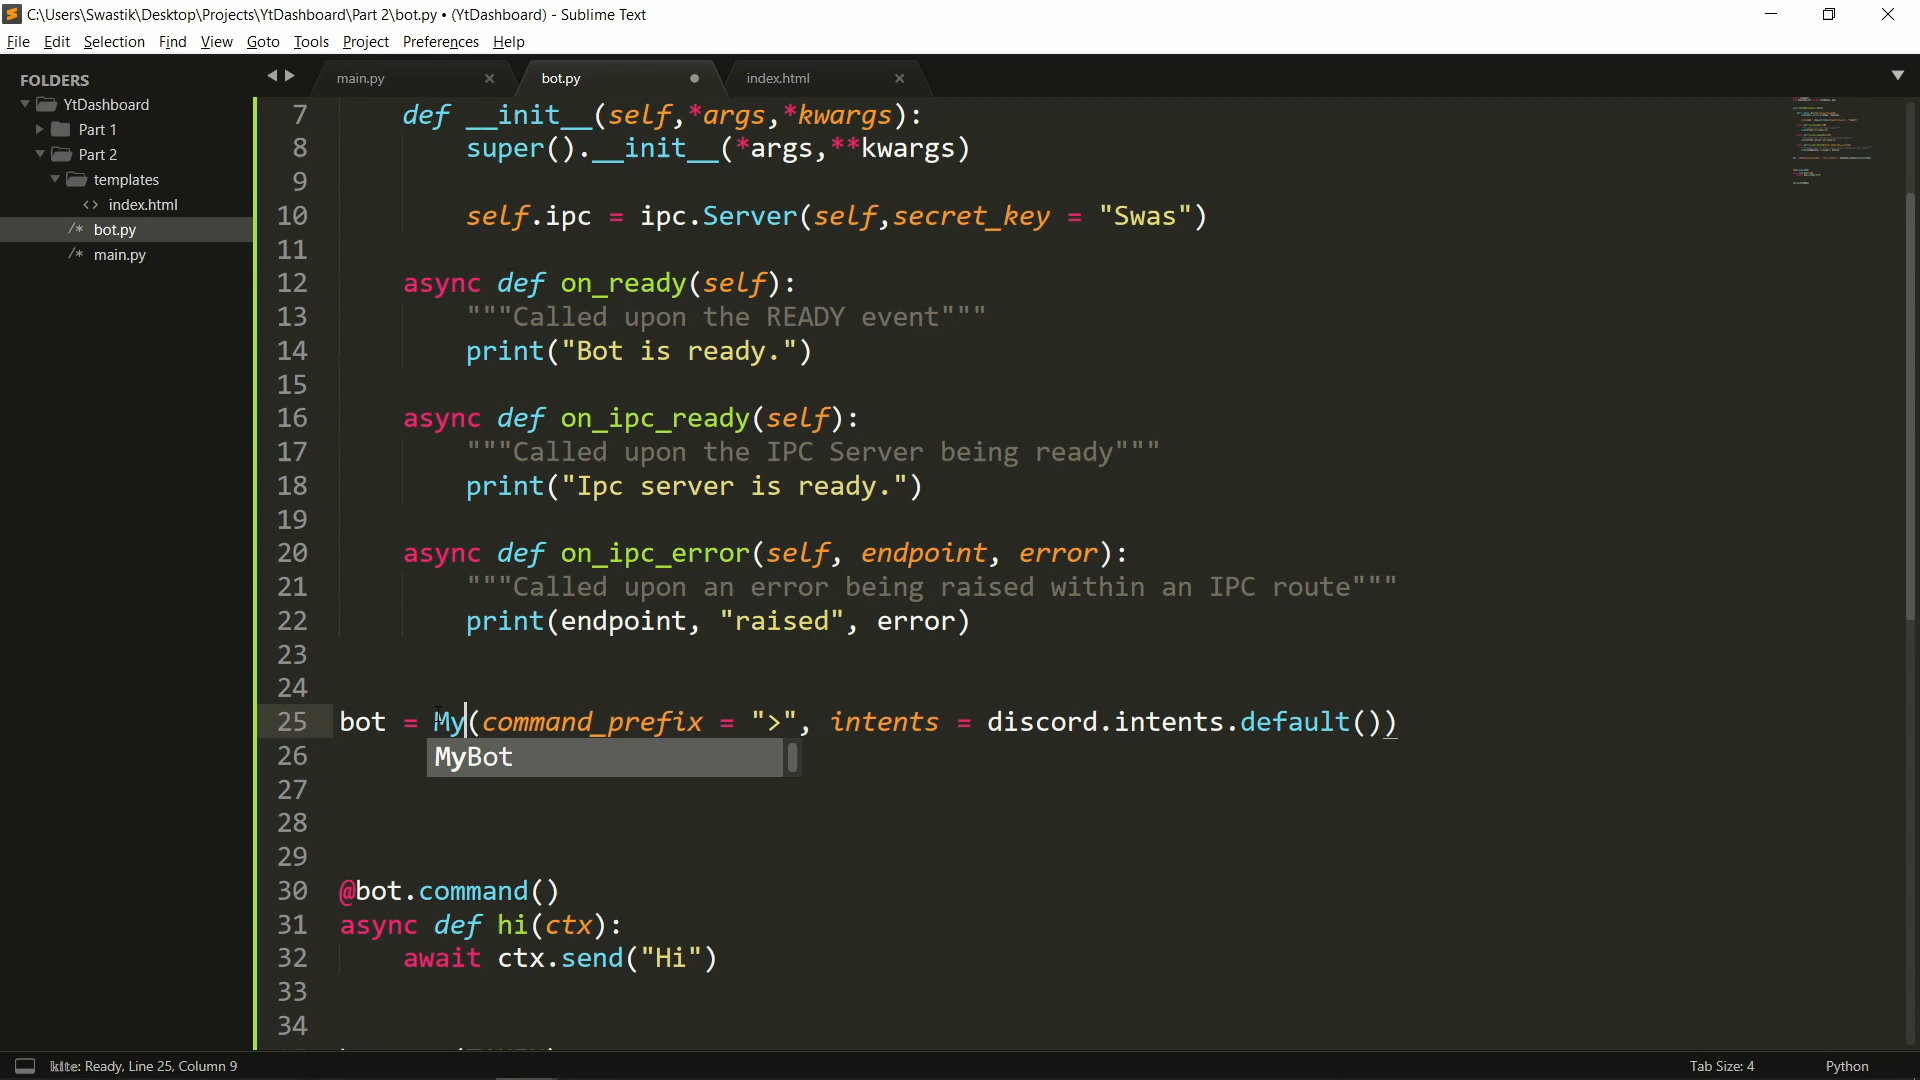 C:\Users\Swastik\Desktop\Projects\YtDashboard\Part 2\bot.py • (YtDashboard) - Sublime Text
File Edit Selection Find View Goto Tools Project Preferences Help
FOLDERS
YtDashboard
Part 1
Part 2
templates
<> index.html
/* bot.py
/* main.py
main.py × bot.py index.html ×
7 def __init__(self,*args,*kwargs):
8 super().__init__(*args,**kwargs)
9
10 self.ipc = ipc.Server(self,secret_key = "Swas")
11
12 async def on_ready(self):
13 """Called upon the READY event"""
14 print("Bot is ready.")
15
16 async def on_ipc_ready(self):
17 """Called upon the IPC Server being ready"""
18 print("Ipc server is ready.")
19
20 async def on_ipc_error(self, endpoint, error):
21 """Called upon an error being raised within an IPC route"""
22 print(endpoint, "raised", error)
23
24
25 bot = My(command_prefix = ">", intents = discord.intents.default())
26 MyBot
27
28
29
30 @bot.command()
31 async def hi(ctx):
32 await ctx.send("Hi")
33
34
kite: Ready, Line 25, Column 9
Tab Size: 4 Python